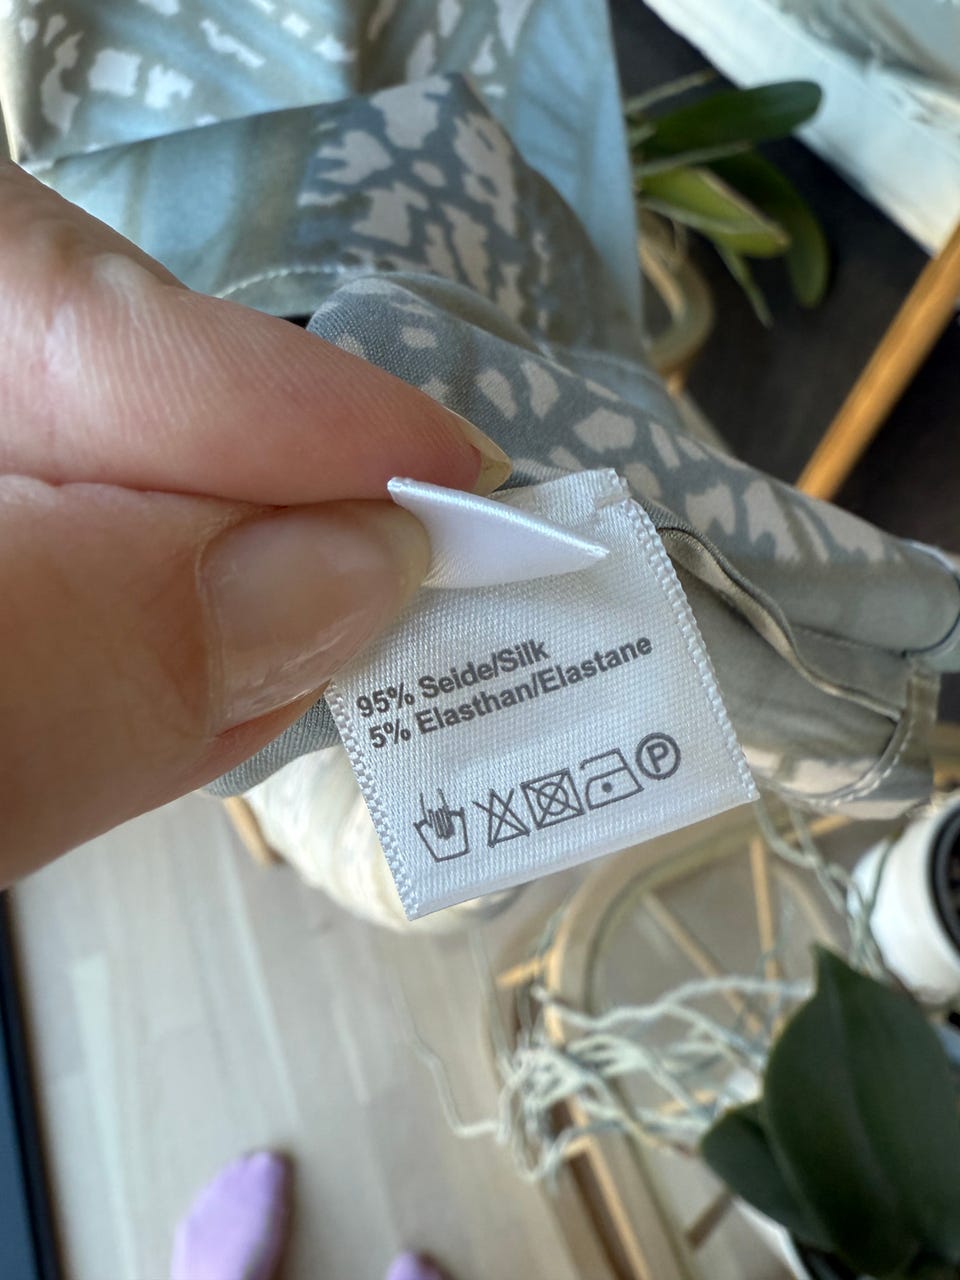 95% Seide/Silk
5% Elasthan/Elastane
P